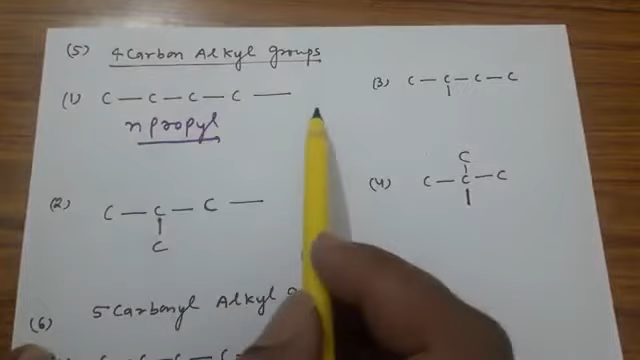 (5) 4 Carbon Alkyl groups
(1) C — C — C — C —
n propyl
(3) C — C — C — C
(2) C — C — C —
C
(4) C — C — C
C
(6) 5 Carbonyl Alkyl